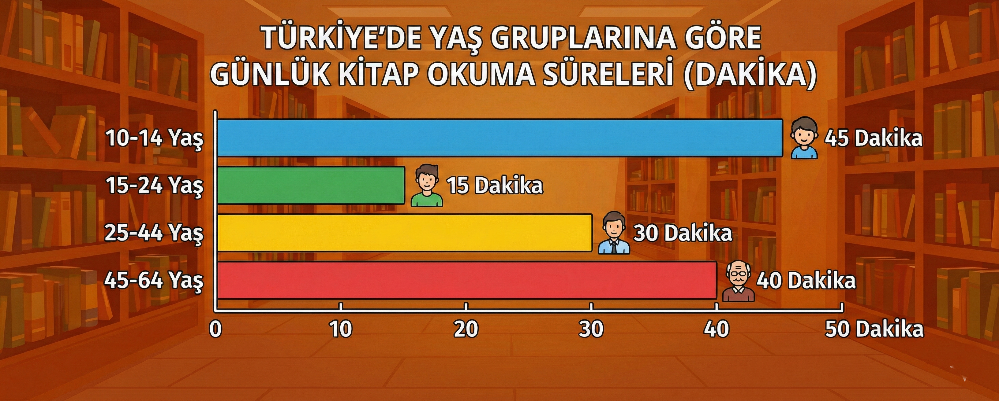 TÜRKİYE'DE YAŞ GRUPLARINA GÖRE
GÜNLÜK KİTAP OKUMA SÜRELERİ (DAKİKA)
10-14 Yaş
45 Dakika
15-24 Yaş
15 Dakika
25-44 Yaş
30 Dakika
45-64 Yaş
40 Dakika
0 10 20 30 40 50 Dakika